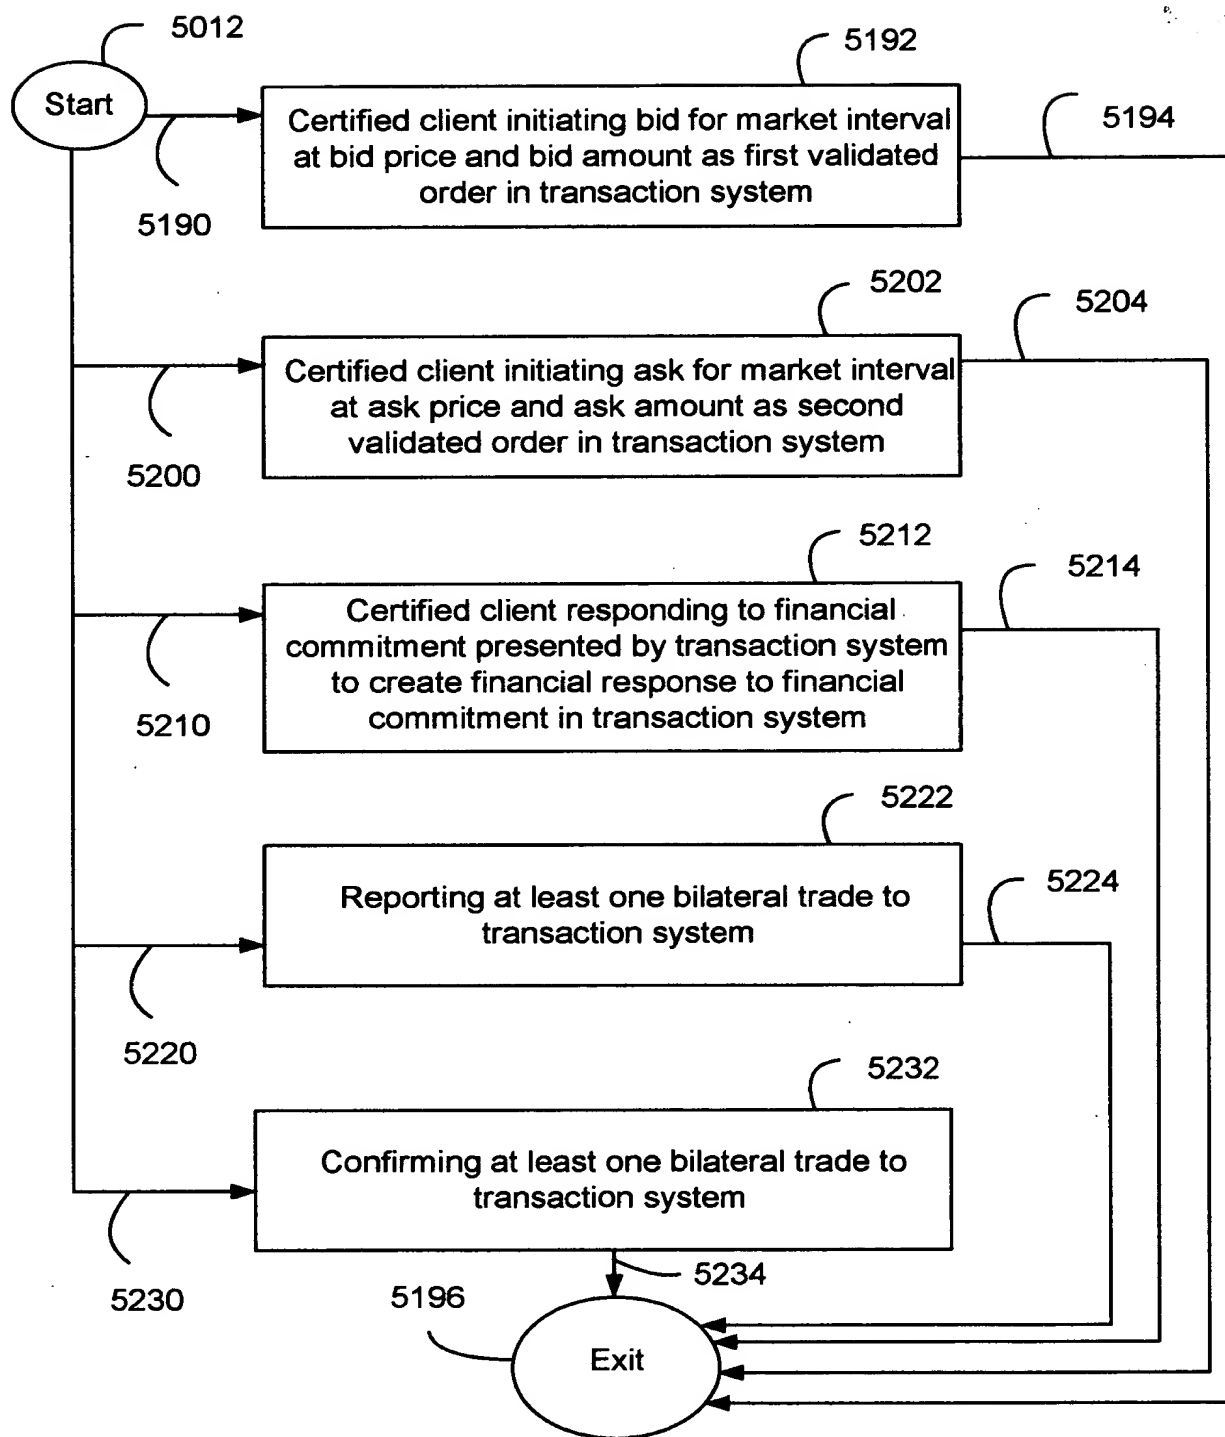 5012
Start
5192
5194
Certified client initiating bid for market interval
at bid price and bid amount as first validated
order in transaction system
5190
5202
5204
Certified client initiating ask for market interval
at ask price and ask amount as second
validated order in transaction system
5200
5212
5214
Certified client responding to financial
commitment presented by transaction system
to create financial response to financial
commitment in transaction system
5210
5222
5224
Reporting at least one bilateral trade to
transaction system
5220
5232
Confirming at least one bilateral trade to
transaction system
5230
5234
5196
Exit